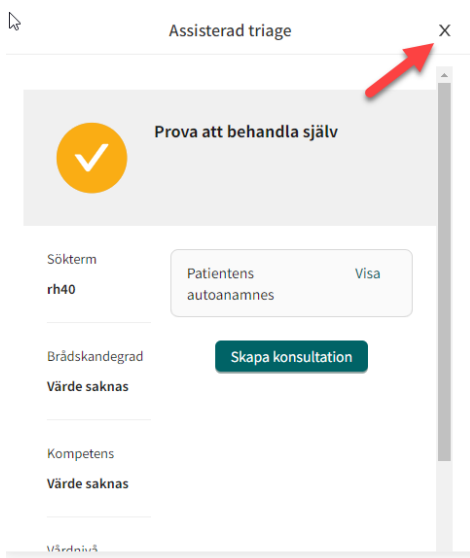 Assisterad triage
X
Prova att behandla själv
Sökterm
rh40
Patientens
autoanamnes
Visa
Skapa konsultation
Brådskandegrad
Värde saknas
Kompetens
Värde saknas
Vårdnivå